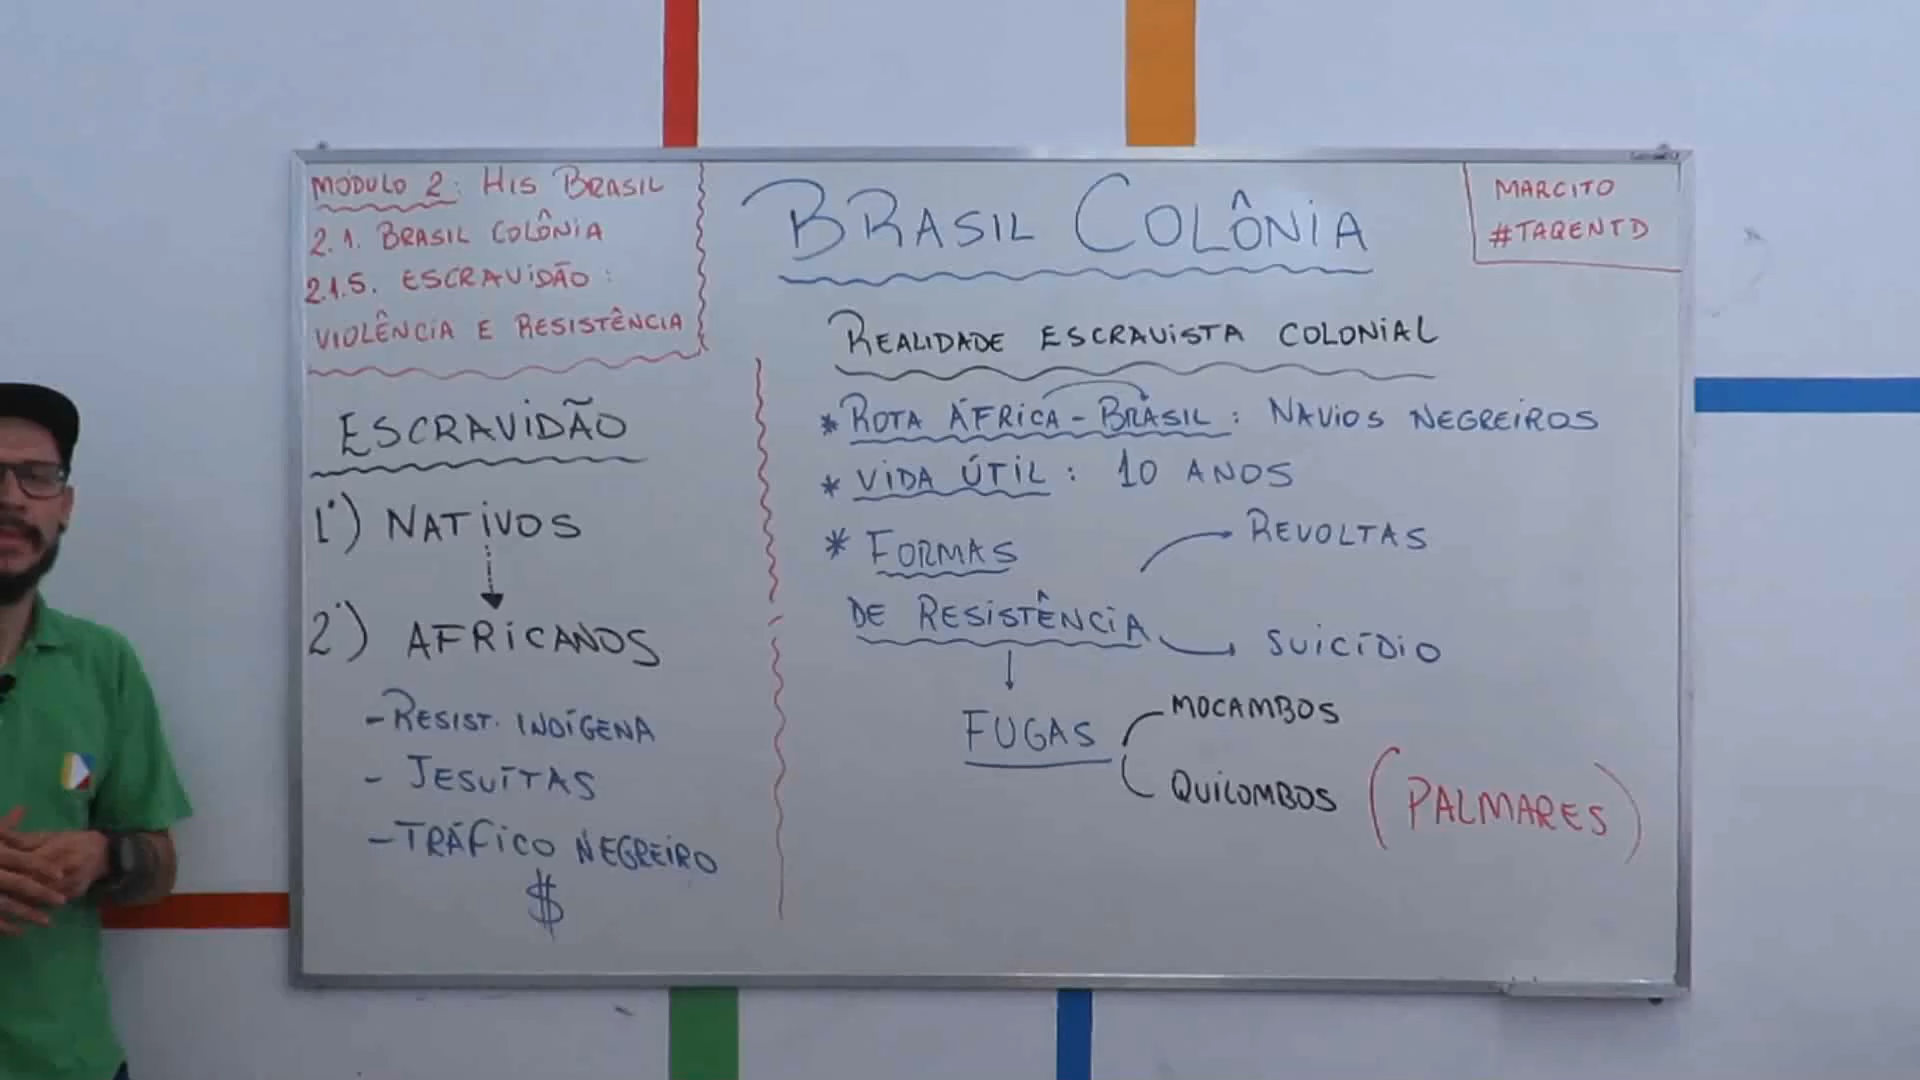 MÓDULO 2: HIS BRASIL
2.1. BRASIL COLÔNIA
2.1.5. ESCRAVIDÃO:
VIOLÊNCIA E RESISTÊNCIA
BRASIL COLÔNIA
MARCITO
#TAQENTD
ESCRAVIDÃO
1°) NATIVOS
2°) AFRICANOS
- RESIST. INDÍGENA
- JESUÍTAS
- TRÁFICO NEGREIRO
$
REALIDADE ESCRAVISTA COLONIAL
* ROTA ÁFRICA - BRASIL: NAVIOS NEGREIROS
* VIDA ÚTIL: 10 ANOS
* FORMAS
DE RESISTÊNCIA
REVOLTAS
SUICÍDIO
FUGAS
MOCAMBOS
QUILOMBOS (PALMARES)